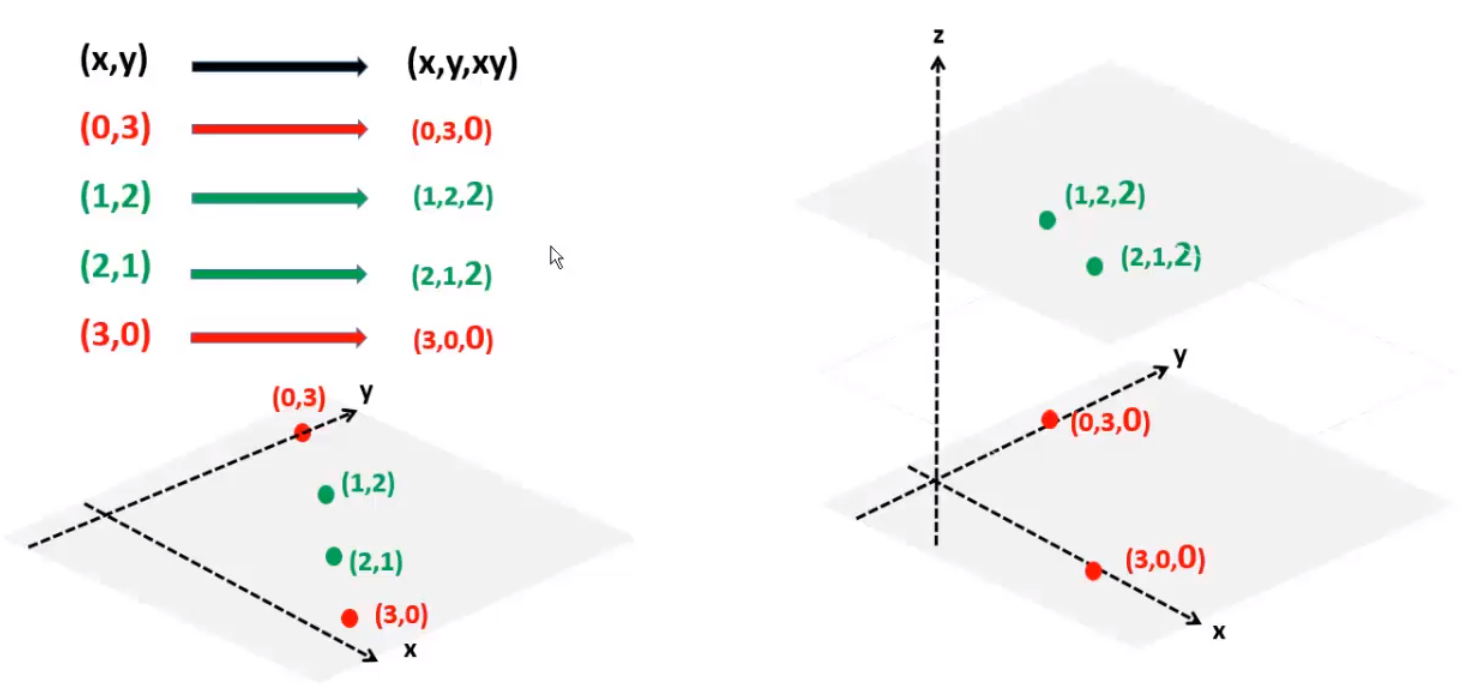 (x,y) (x,y,xy)
(0,3) (0,3,0)
(1,2) (1,2,2)
(2,1) (2,1,2)
(3,0) (3,0,0)
y
(0,3)
(1,2)
(2,1)
(3,0)
x
z
(1,2,2)
(2,1,2)
y
(0,3,0)
(3,0,0)
x